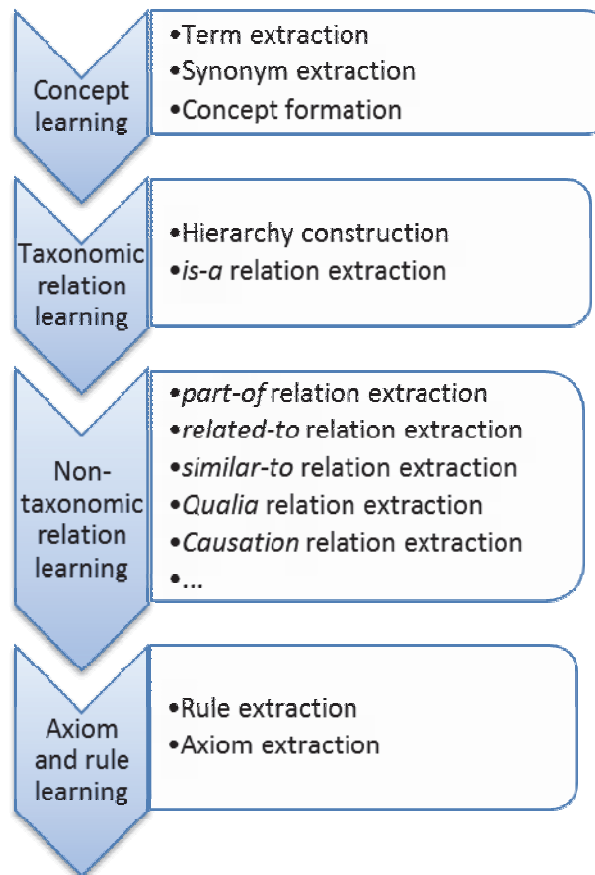 Concept
learning
•Term extraction
•Synonym extraction
•Concept formation
Taxonomic
relation
learning
•Hierarchy construction
•is-a relation extraction
Non-
taxonomic
relation
learning
•part-of relation extraction
•related-to relation extraction
•similar-to relation extraction
•Qualia relation extraction
•Causation relation extraction
•...
Axiom
and rule
learning
•Rule extraction
•Axiom extraction